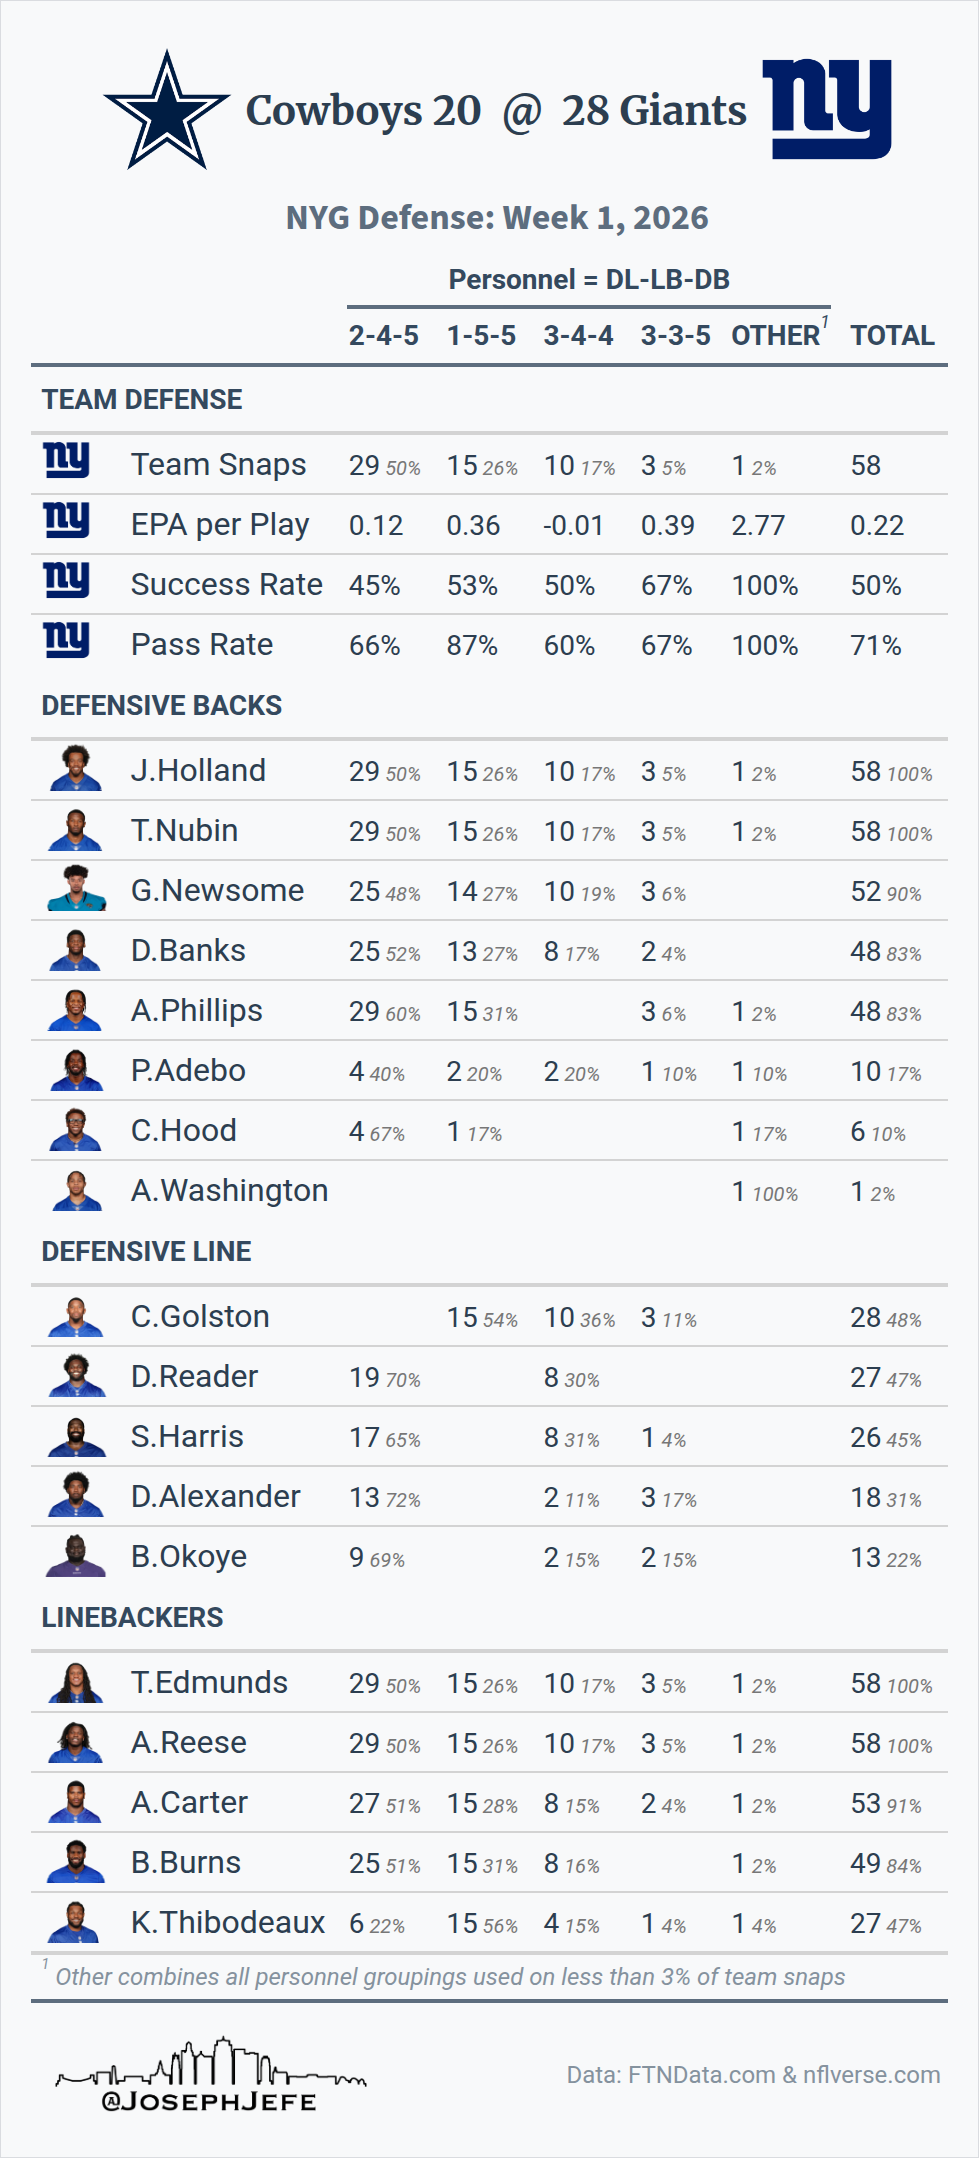 Cowboys 20 @ 28 Giants ny
NYG Defense: Week 1, 2026
Personnel = DL-LB-DB
2-4-5 1-5-5 3-4-4 3-3-5 OTHER1 TOTAL
TEAM DEFENSE
ny Team Snaps 29 50% 15 26% 10 17% 3 5% 1 2% 58
ny EPA per Play 0.12 0.36 -0.01 0.39 2.77 0.22
ny Success Rate 45% 53% 50% 67% 100% 50%
ny Pass Rate 66% 87% 60% 67% 100% 71%
DEFENSIVE BACKS
J.Holland 29 50% 15 26% 10 17% 3 5% 1 2% 58 100%
T.Nubin 29 50% 15 26% 10 17% 3 5% 1 2% 58 100%
G.Newsome 25 48% 14 27% 10 19% 3 6% 52 90%
D.Banks 25 52% 13 27% 8 17% 2 4% 48 83%
A.Phillips 29 60% 15 31% 3 6% 1 2% 48 83%
P.Adebo 4 40% 2 20% 2 20% 1 10% 1 10% 10 17%
C.Hood 4 67% 1 17% 1 17% 6 10%
A.Washington 1 100% 1 2%
DEFENSIVE LINE
C.Golston 15 54% 10 36% 3 11% 28 48%
D.Reader 19 70% 8 30% 27 47%
S.Harris 17 65% 8 31% 1 4% 26 45%
D.Alexander 13 72% 2 11% 3 17% 18 31%
B.Okoye 9 69% 2 15% 2 15% 13 22%
LINEBACKERS
T.Edmunds 29 50% 15 26% 10 17% 3 5% 1 2% 58 100%
A.Reese 29 50% 15 26% 10 17% 3 5% 1 2% 58 100%
A.Carter 27 51% 15 28% 8 15% 2 4% 1 2% 53 91%
B.Burns 25 51% 15 31% 8 16% 1 2% 49 84%
K.Thibodeaux 6 22% 15 56% 4 15% 1 4% 1 4% 27 47%
1 Other combines all personnel groupings used on less than 3% of team snaps
@JOSEPHJEFE
Data: FTNData.com & nflverse.com